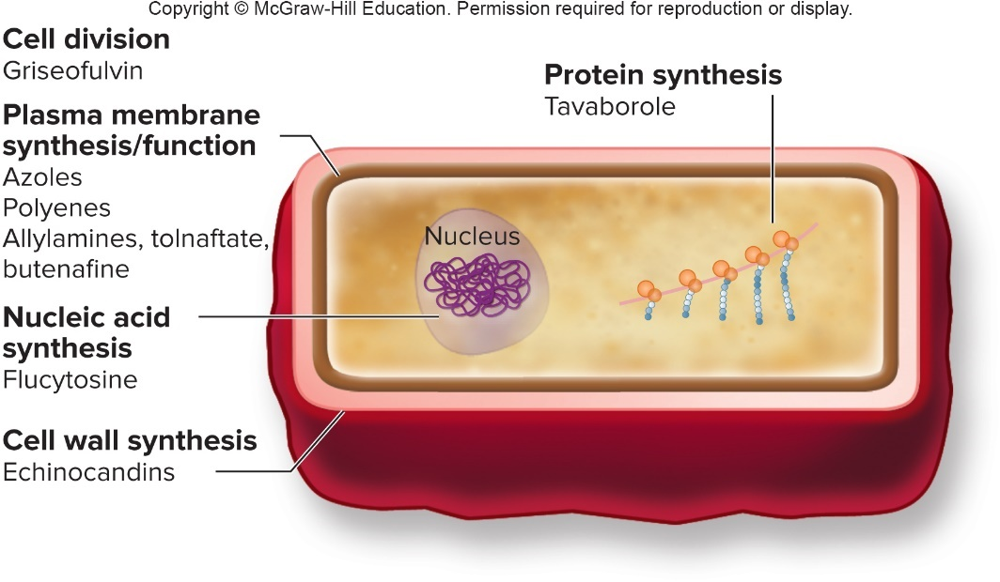 Copyright © McGraw-Hill Education. Permission required for reproduction or display.
Cell division
Griseofulvin
Plasma membrane
synthesis/function
Azoles
Polyenes
Allylamines, tolnaftate,
butenafine
Nucleic acid
synthesis
Flucytosine
Cell wall synthesis
Echinocandins
Protein synthesis
Tavaborole
Nucleus